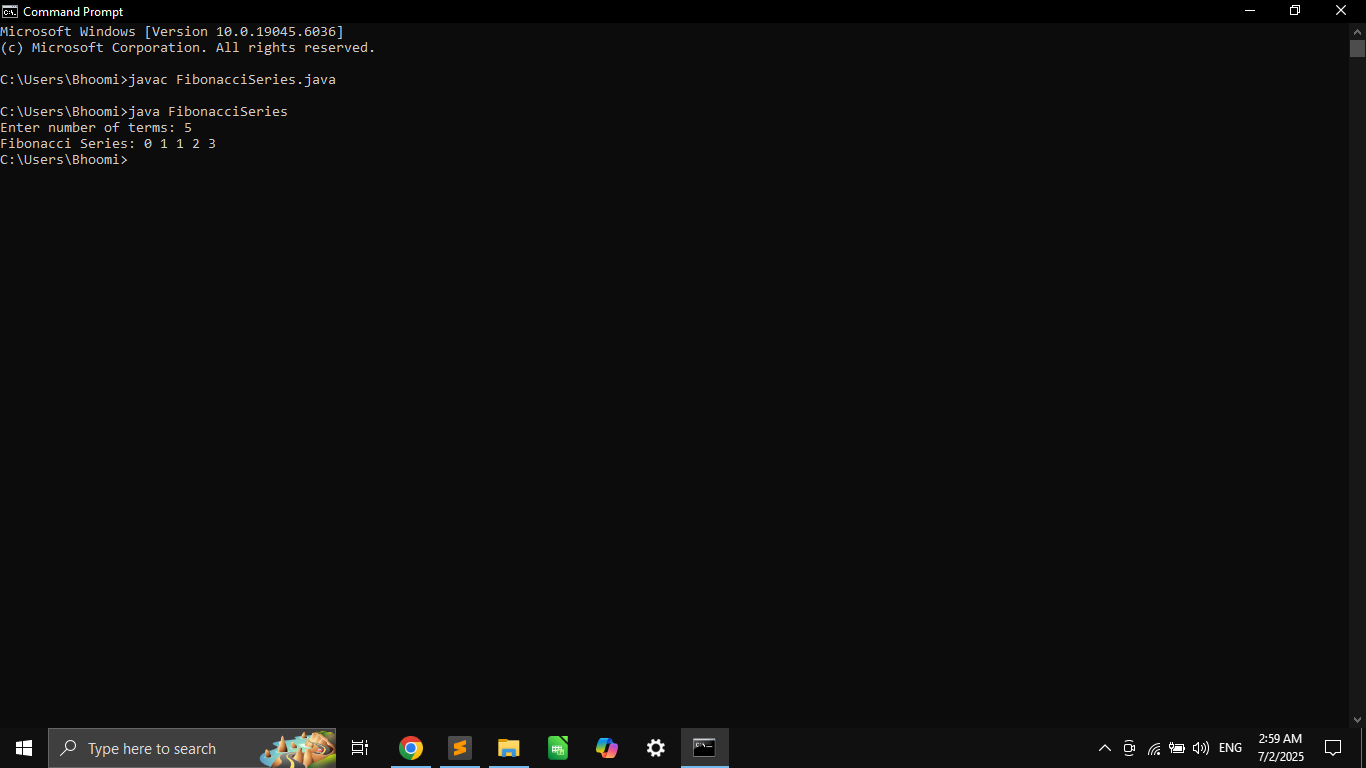 Command Prompt
Microsoft Windows [Version 10.0.19045.6036]
(c) Microsoft Corporation. All rights reserved.
C:\Users\Bhoomi>javac FibonacciSeries.java
C:\Users\Bhoomi>java FibonacciSeries
Enter number of terms: 5
Fibonacci Series: 0 1 1 2 3
C:\Users\Bhoomi>
Type here to search
ENG
2:59 AM
7/2/2025